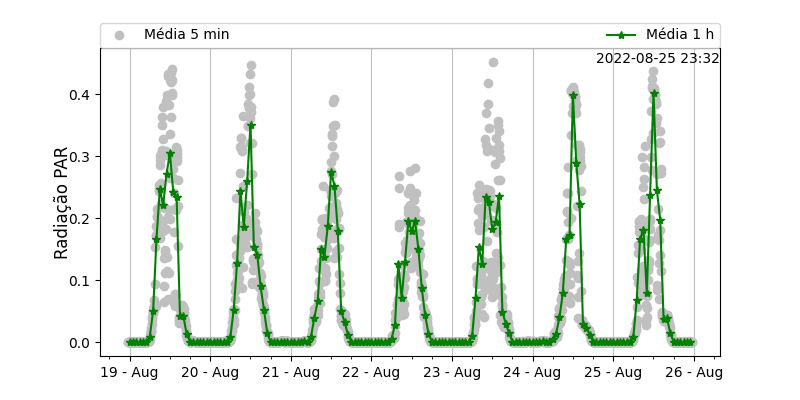 Média 5 min
Média 1 h
2022-08-25 23:32
Radiação PAR
0.4
0.3
0.2
0.1
0.0
19 - Aug
20 - Aug
21 - Aug
22 - Aug
23 - Aug
24 - Aug
25 - Aug
26 - Aug